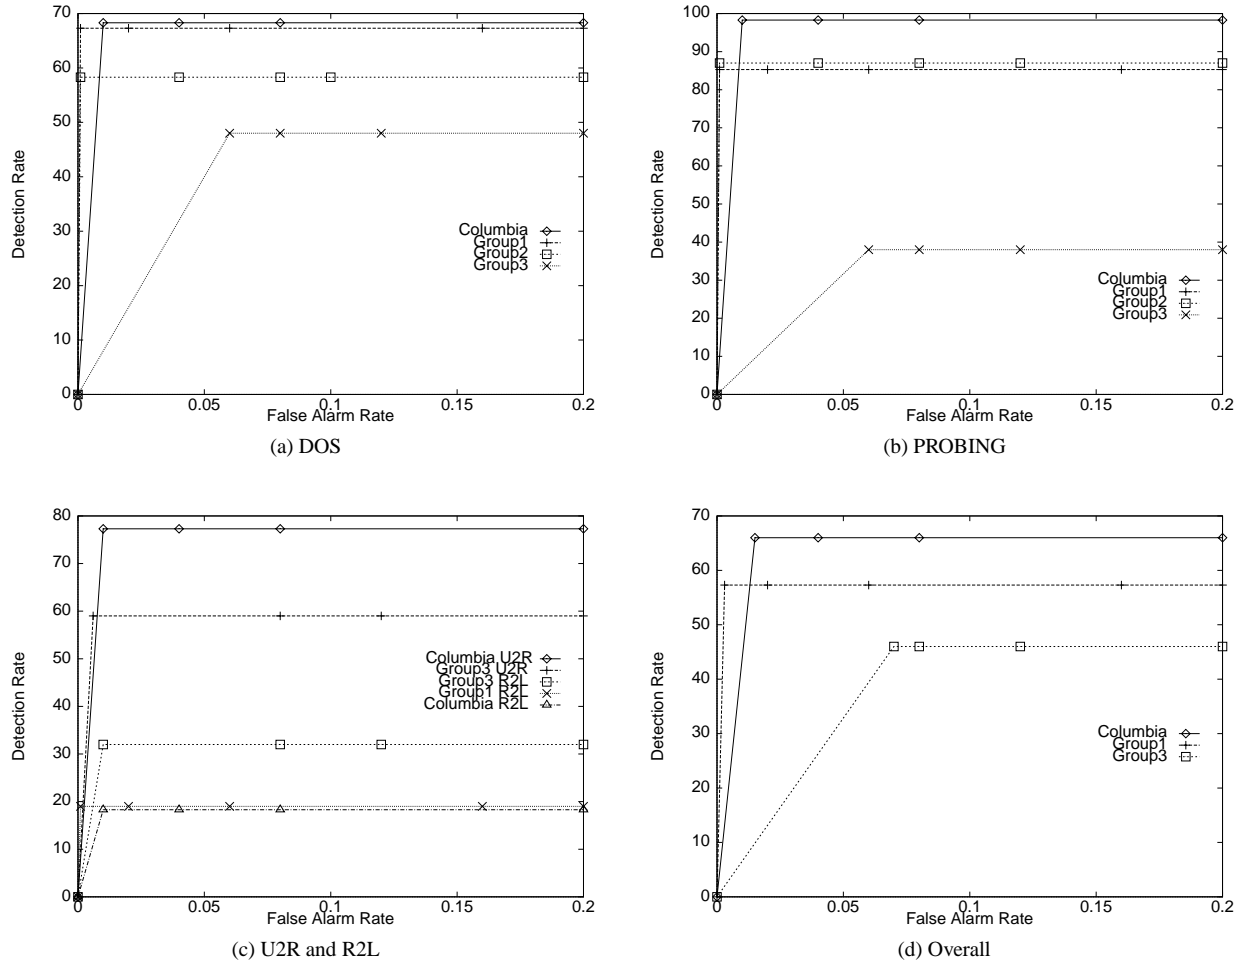 70
60
50
40
30
20
10
0
Detection Rate
Columbia
Group1
Group2
Group3
0
0.05
0.1
0.15
0.2
False Alarm Rate
(a) DOS
100
90
80
70
60
50
40
30
20
10
0
Detection Rate
Columbia
Group1
Group2
Group3
0
0.05
0.1
0.15
0.2
False Alarm Rate
(b) PROBING
80
70
60
50
40
30
20
10
0
Detection Rate
Columbia U2R
Group3 U2R
Group3 R2L
Group1 R2L
Columbia R2L
0
0.05
0.1
0.15
0.2
False Alarm Rate
(c) U2R and R2L
70
60
50
40
30
20
10
0
Detection Rate
Columbia
Group1
Group3
0
0.05
0.1
0.15
0.2
False Alarm Rate
(d) Overall